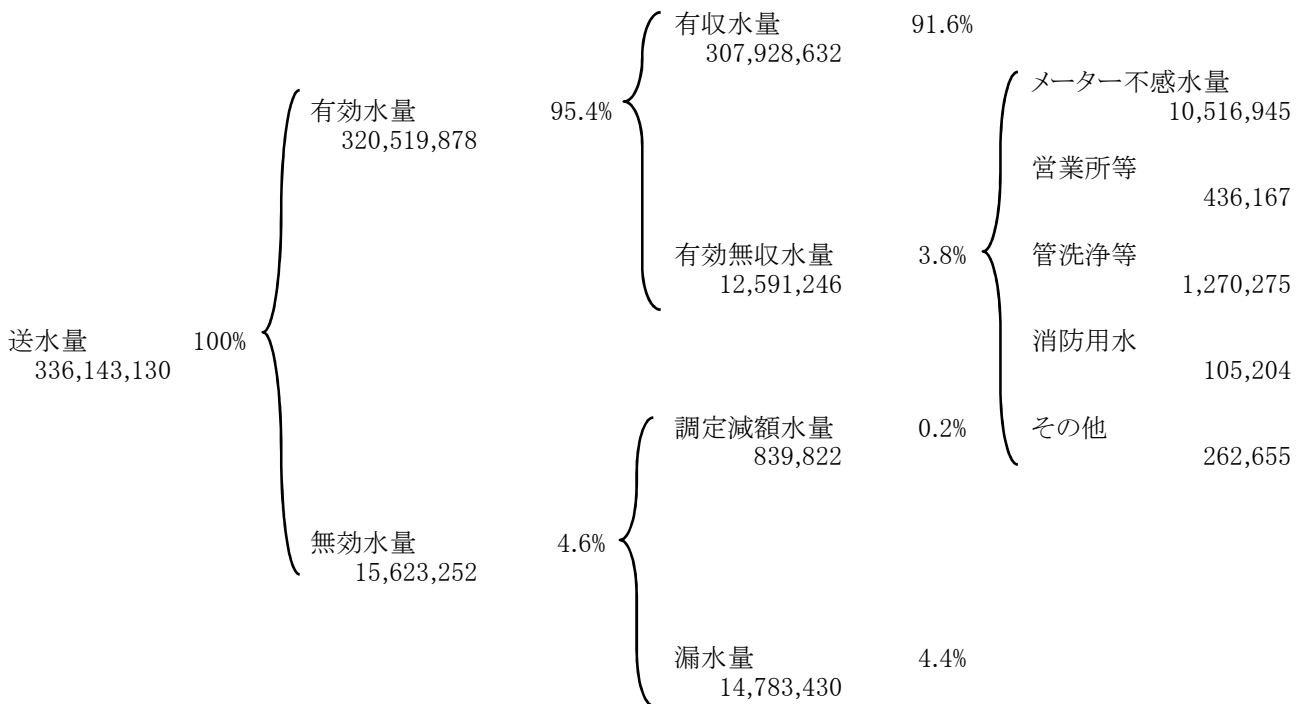 有収水量 91.6%
307,928,632
メーター不感水量
10,516,945
有効水量 95.4%
320,519,878
営業所等
436,167
有効無収水量 3.8%
12,591,246
管洗浄等
1,270,275
送水量 100%
336,143,130
消防用水
105,204
調定減額水量 0.2%
839,822
その他
262,655
無効水量 4.6%
15,623,252
漏水量 4.4%
14,783,430